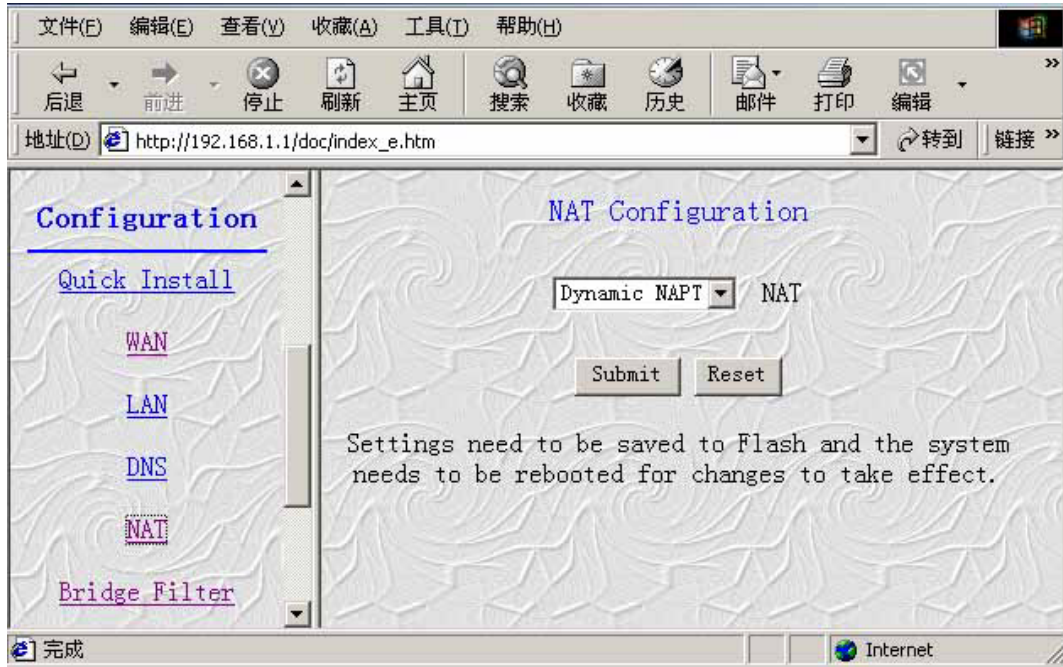 文件(F) 编辑(E) 查看(V) 收藏(A) 工具(T) 帮助(H)
后退 前进 停止 刷新 主页 搜索 收藏 历史 邮件 打印 编辑 »
地址(D) http://192.168.1.1/doc/index_e.htm 转到 链接 »
Configuration
Quick Install
WAN
LAN
DNS
NAT
Bridge Filter
NAT Configuration
Dynamic NAPT NAT
Submit Reset
Settings need to be saved to Flash and the system
needs to be rebooted for changes to take effect.
完成 Internet